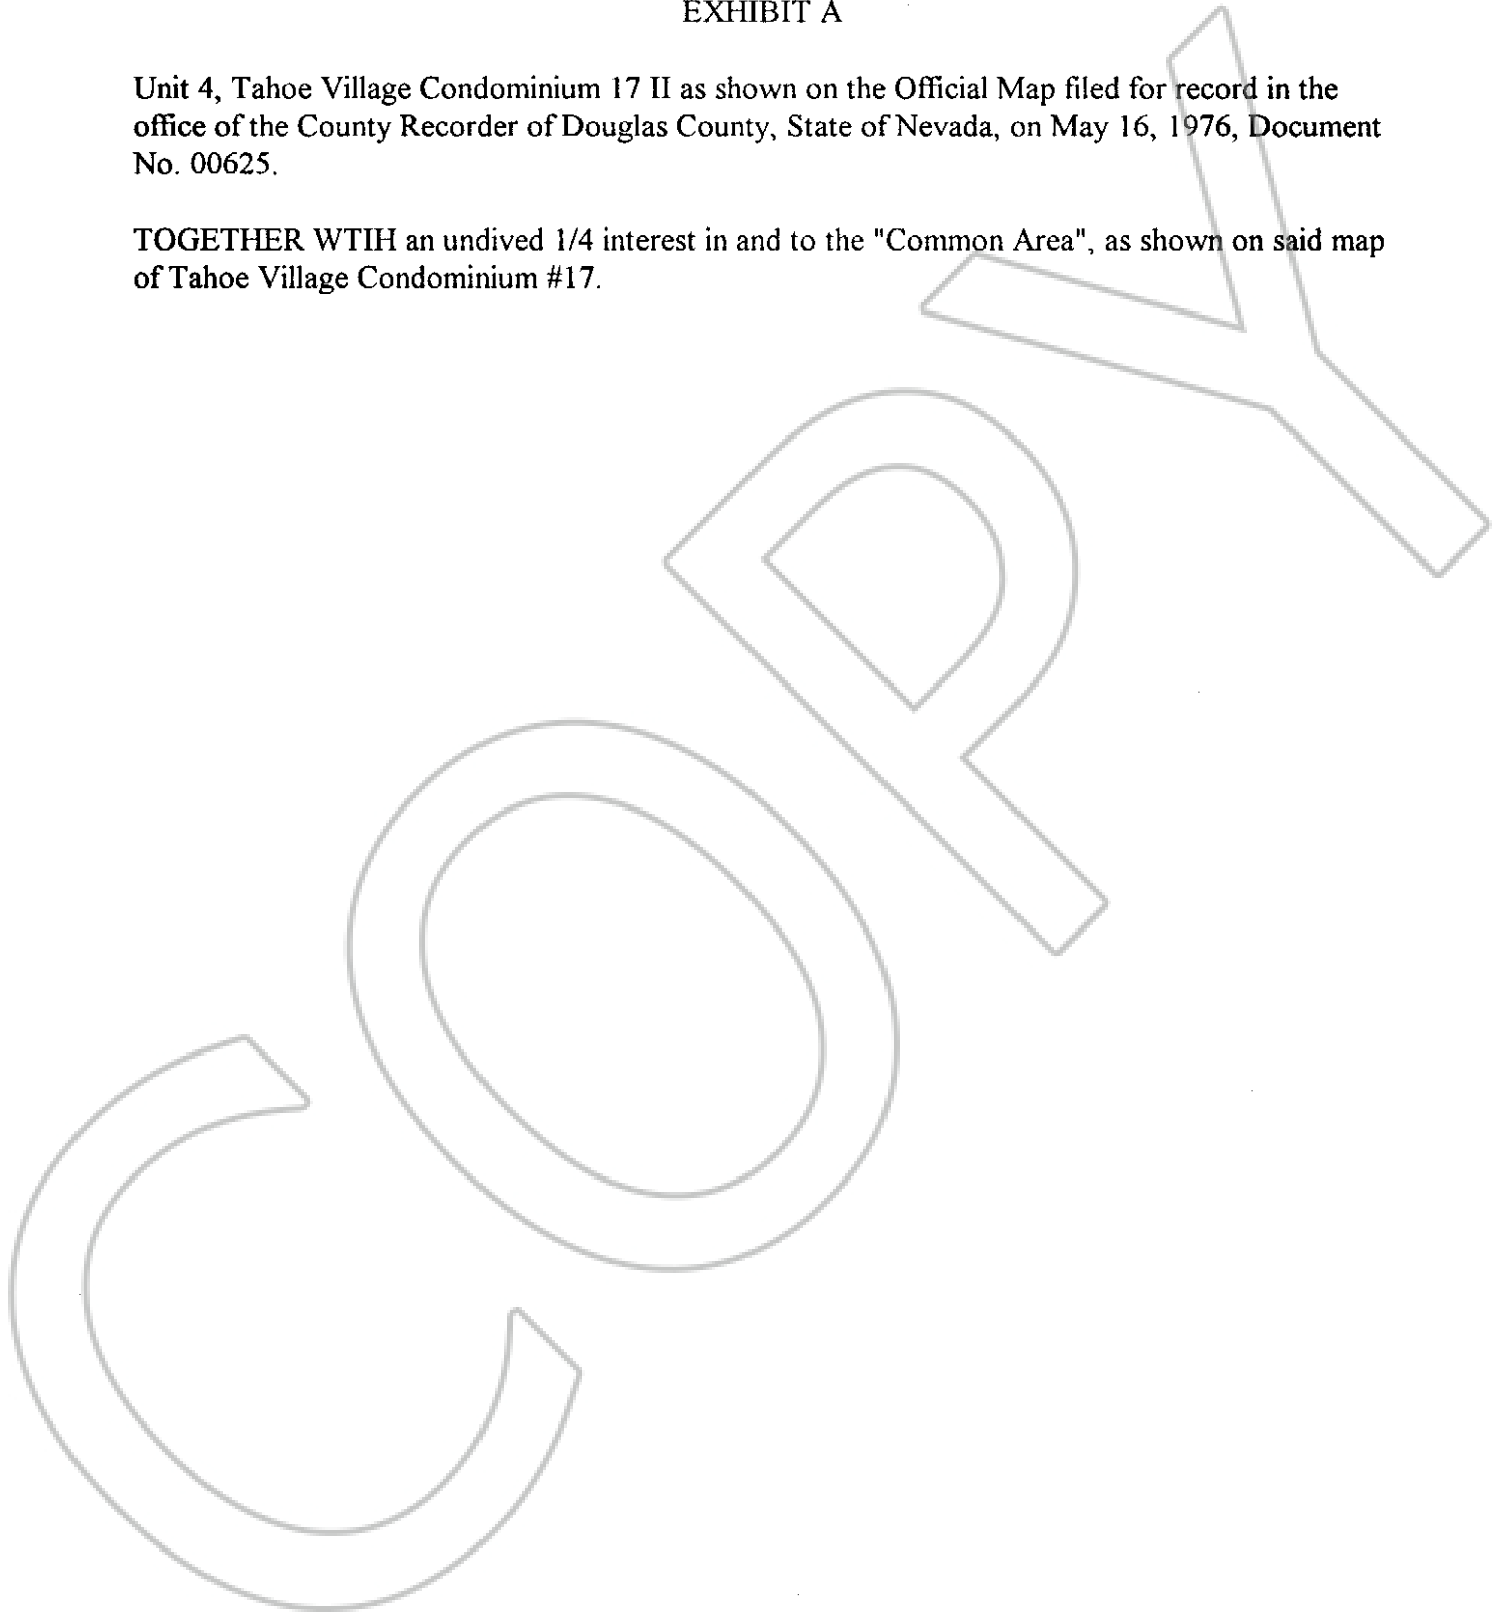 EXHIBIT A
Unit 4, Tahoe Village Condominium 17 II as shown on the Official Map filed for record in the
office of the County Recorder of Douglas County, State of Nevada, on May 16, 1976, Document
No. 00625.
TOGETHER WTIH an undived 1/4 interest in and to the "Common Area", as shown on said map
of Tahoe Village Condominium #17.
COPY